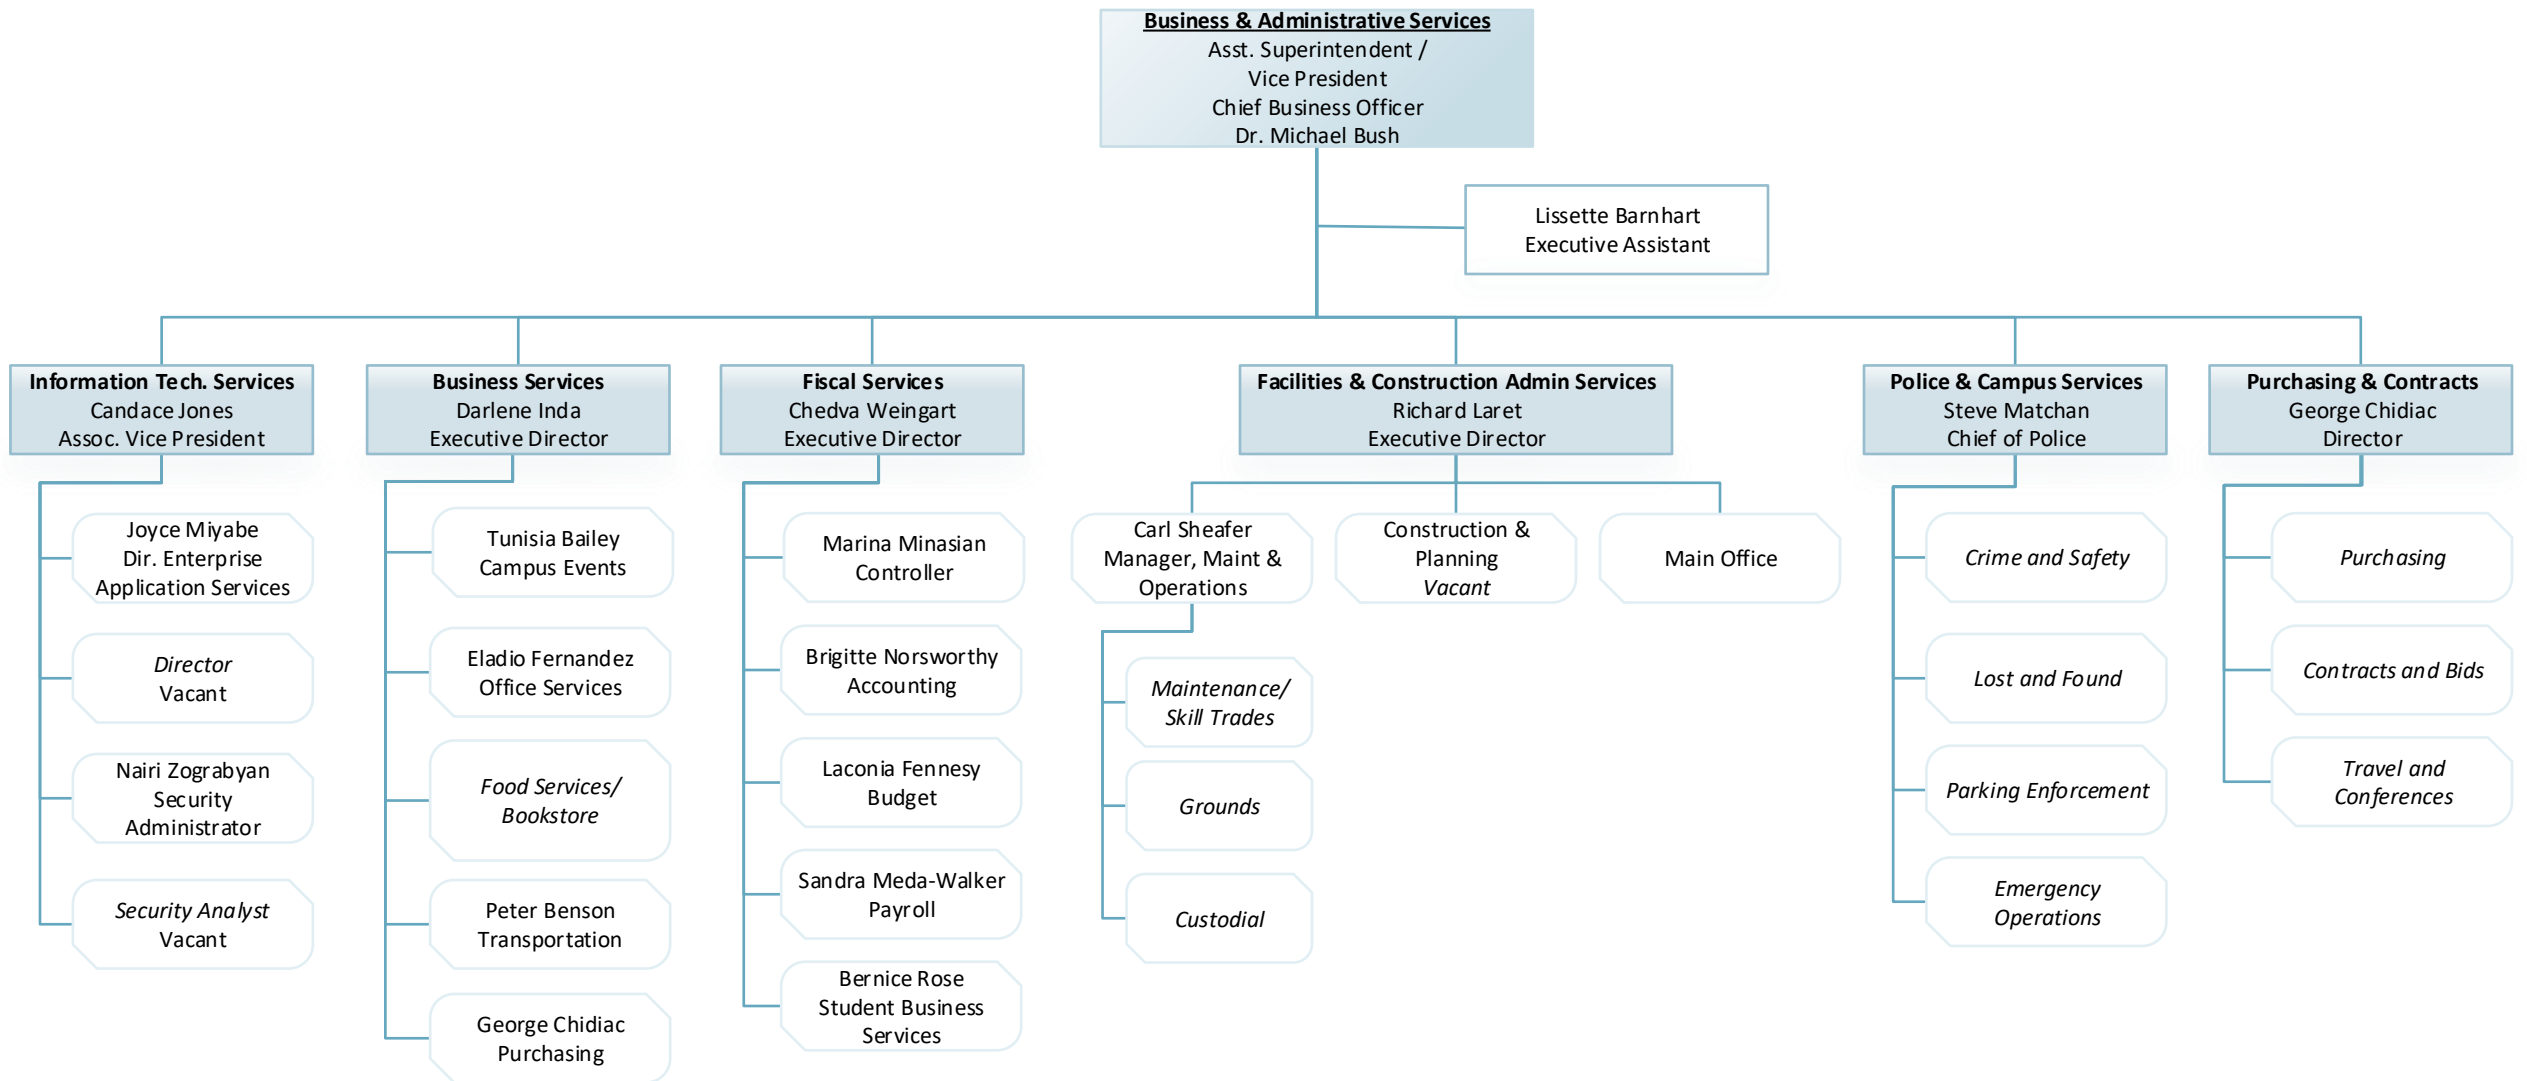 Business & Administrative Services
Asst. Superintendent /
Vice President
Chief Business Officer
Dr. Michael Bush
Lissette Barnhart
Executive Assistant
Information Tech. Services
Candace Jones
Assoc. Vice President
Business Services
Darlene Inda
Executive Director
Fiscal Services
Chedva Weingart
Executive Director
Facilities & Construction Admin Services
Richard Laret
Executive Director
Police & Campus Services
Steve Matchan
Chief of Police
Purchasing & Contracts
George Chidiac
Director
Joyce Miyabe
Dir. Enterprise
Application Services
Director
Vacant
Nairi Zograbyan
Security
Administrator
Security Analyst
Vacant
Tunisia Bailey
Campus Events
Eladio Fernandez
Office Services
Food Services/
Bookstore
Peter Benson
Transportation
George Chidiac
Purchasing
Marina Minasian
Controller
Brigitte Norsworthy
Accounting
Laconia Fennesy
Budget
Sandra Meda-Walker
Payroll
Bernice Rose
Student Business
Services
Carl Sheafer
Manager, Maint &
Operations
Construction &
Planning
Vacant
Main Office
Maintenance/
Skill Trades
Grounds
Custodial
Crime and Safety
Lost and Found
Parking Enforcement
Emergency
Operations
Purchasing
Contracts and Bids
Travel and
Conferences